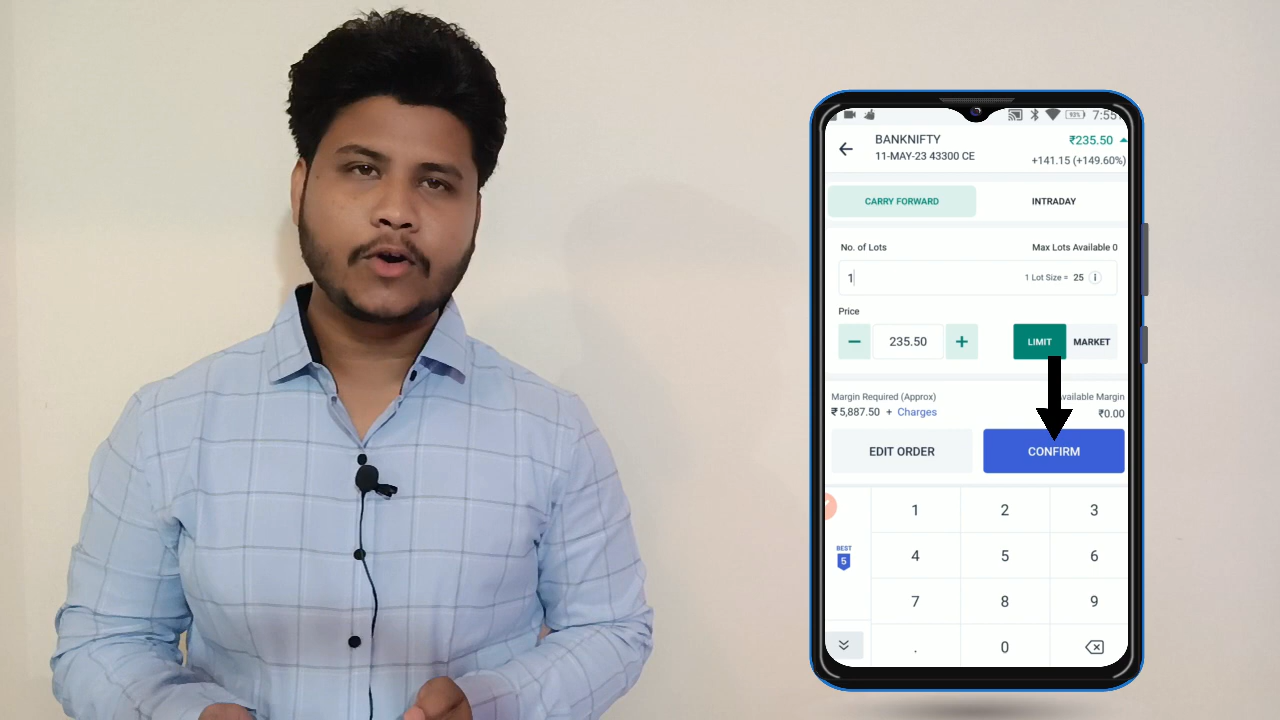 93% 7:55
BANKNIFTY ₹235.50
11-MAY-23 43300 CE +141.15 (+149.60%)
CARRY FORWARD INTRADAY
No. of Lots Max Lots Available 0
1 1 Lot Size = 25 i
Price
− 235.50 + LIMIT MARKET
Margin Required (Approx) Available Margin
₹5,887.50 + Charges ₹0.00
EDIT ORDER CONFIRM
1 2 3
BEST
5
4 5 6
7 8 9
. 0